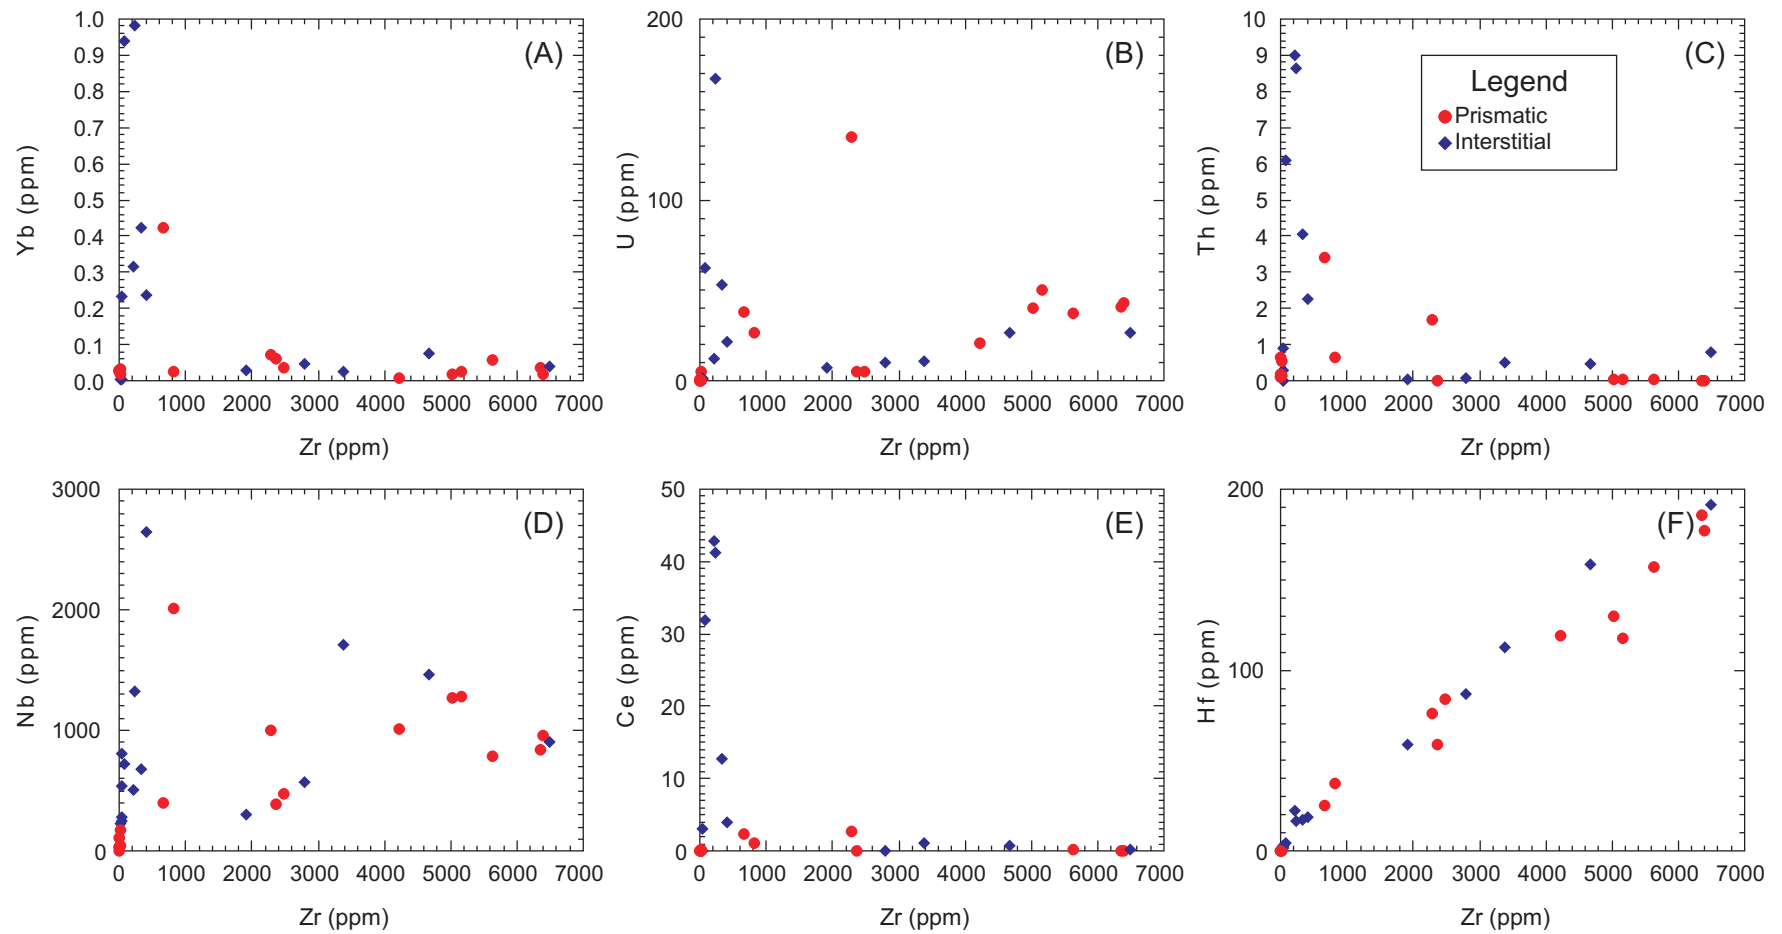 (A)
1.0
0.9
0.8
0.7
0.6
0.5
0.4
0.3
0.2
0.1
0.0
Yb (ppm)
0 1000 2000 3000 4000 5000 6000 7000
Zr (ppm)
(B)
200
100
0
U (ppm)
0 1000 2000 3000 4000 5000 6000 7000
Zr (ppm)
(C)
10
9
8
7
6
5
4
3
2
1
0
Th (ppm)
Legend
Prismatic
Interstitial
0 1000 2000 3000 4000 5000 6000 7000
Zr (ppm)
(D)
3000
2000
1000
0
Nb (ppm)
0 1000 2000 3000 4000 5000 6000 7000
Zr (ppm)
(E)
50
40
30
20
10
0
Ce (ppm)
0 1000 2000 3000 4000 5000 6000 7000
Zr (ppm)
(F)
200
100
0
Hf (ppm)
0 1000 2000 3000 4000 5000 6000 7000
Zr (ppm)